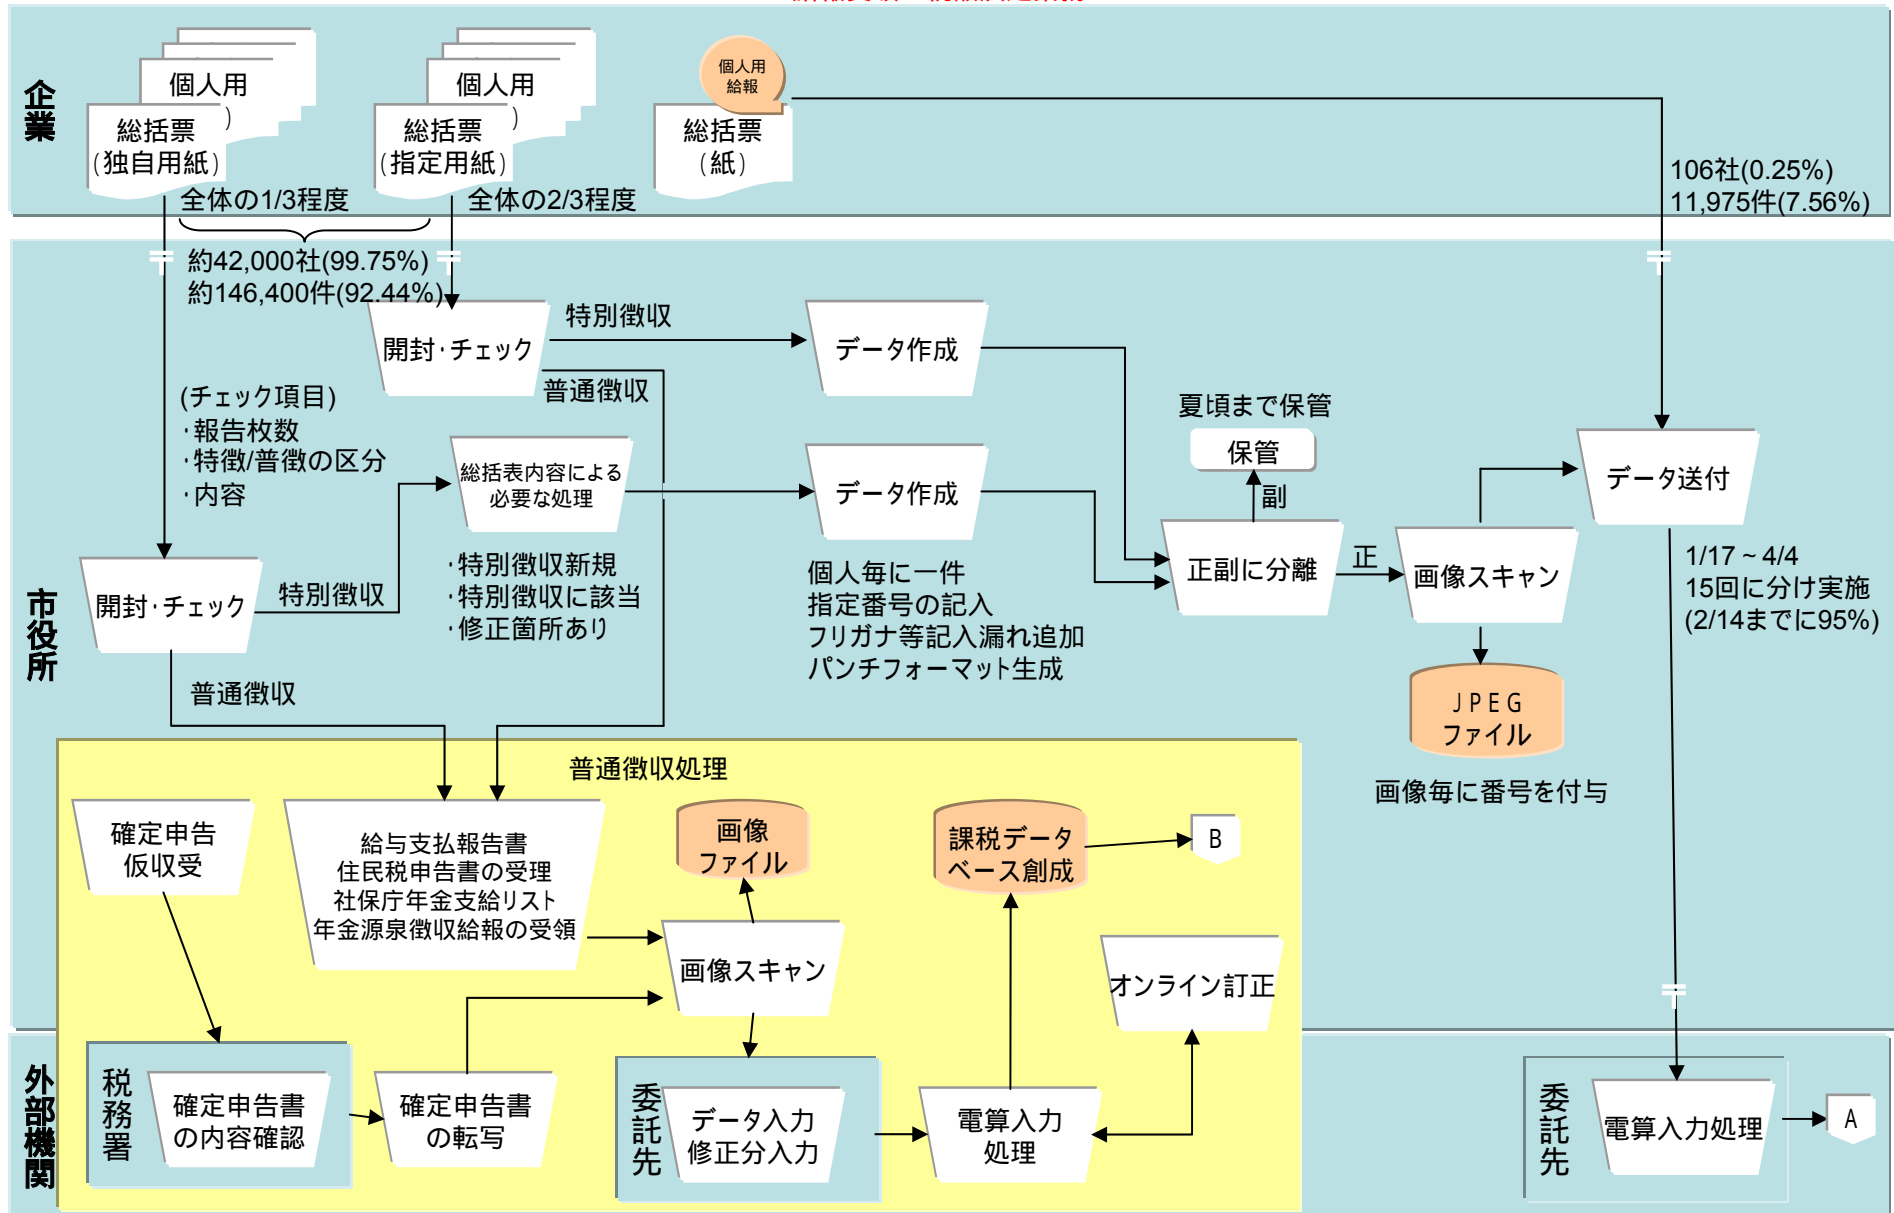 企業
個人用
)
総括票
(独自用紙)
個人用
)
総括票
(指定用紙)
個人用
給報
総括票
(紙)
全体の1/3程度
全体の2/3程度
106社(0.25%)
11,975件(7.56%)
市役所
〒
約42,000社(99.75%)
約146,400件(92.44%)
〒
〒
開封・チェック
特別徴収
普通徴収
データ作成
(チェック項目)
・報告枚数
・特徴/普徴の区分
・内容
総括表内容による
必要な処理
データ作成
夏頃まで保管
保管
副
データ送付
開封・チェック
特別徴収
・特別徴収新規
・特別徴収に該当
・修正箇所あり
個人毎に一件
指定番号の記入
フリガナ等記入漏れ追加
パンチフォーマット生成
正副に分離
正
画像スキャン
1/17～4/4
15回に分け実施
(2/14までに95%)
普通徴収
JPEG
ファイル
画像毎に番号を付与
普通徴収処理
確定申告
仮収受
給与支払報告書
住民税申告書の受理
社保庁年金支給リスト
年金源泉徴収給報の受領
画像
ファイル
課税データ
ベース創成
B
画像スキャン
オンライン訂正
〒
外部機関
税務署
確定申告書
の内容確認
確定申告書
の転写
委託先
データ入力
修正分入力
電算入力
処理
委託先
電算入力処理
A